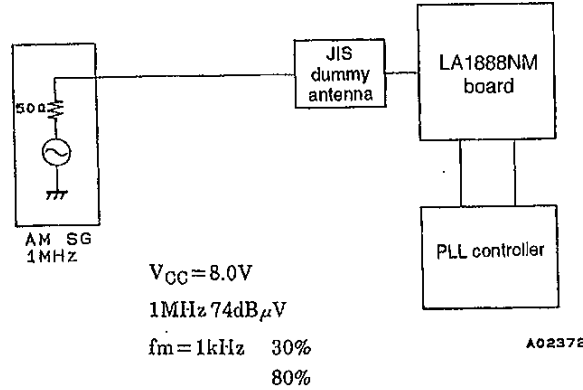 JIS
dummy
antenna
LA1888NM
board
50Ω
AM SG
1MHz
PLL controller
VCC=8.0V
1MHz 74dBμV
fm=1kHz 30%
80%
A02372